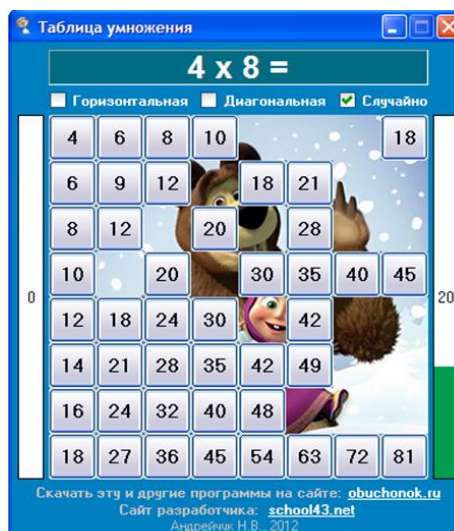 Таблица умножения
4 x 8 =
Горизонтальная Диагональная Случайно
4 6 8 10 18
6 9 12 18 21
8 12 20 28
10 20 30 35 40 45
0 20
12 18 24 30 42
14 21 28 35 42 49
16 24 32 40 48
18 27 36 45 54 63 72 81
Скачать эту и другие программы на сайте: obuchonok.ru
Сайт разработчика: school43.net
Андрейчук Н.В., 2012